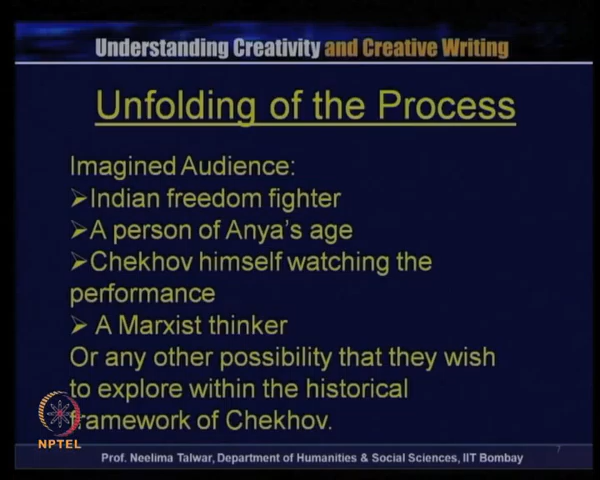 Understanding Creativity and Creative Writing
Unfolding of the Process
Imagined Audience:
➢Indian freedom fighter
➢A person of Anya's age
➢Chekhov himself watching the
performance
➢ A Marxist thinker
Or any other possibility that they wish
to explore within the historical
framework of Chekhov.
NPTEL
7
Prof. Neelima Talwar, Department of Humanities & Social Sciences, IIT Bombay